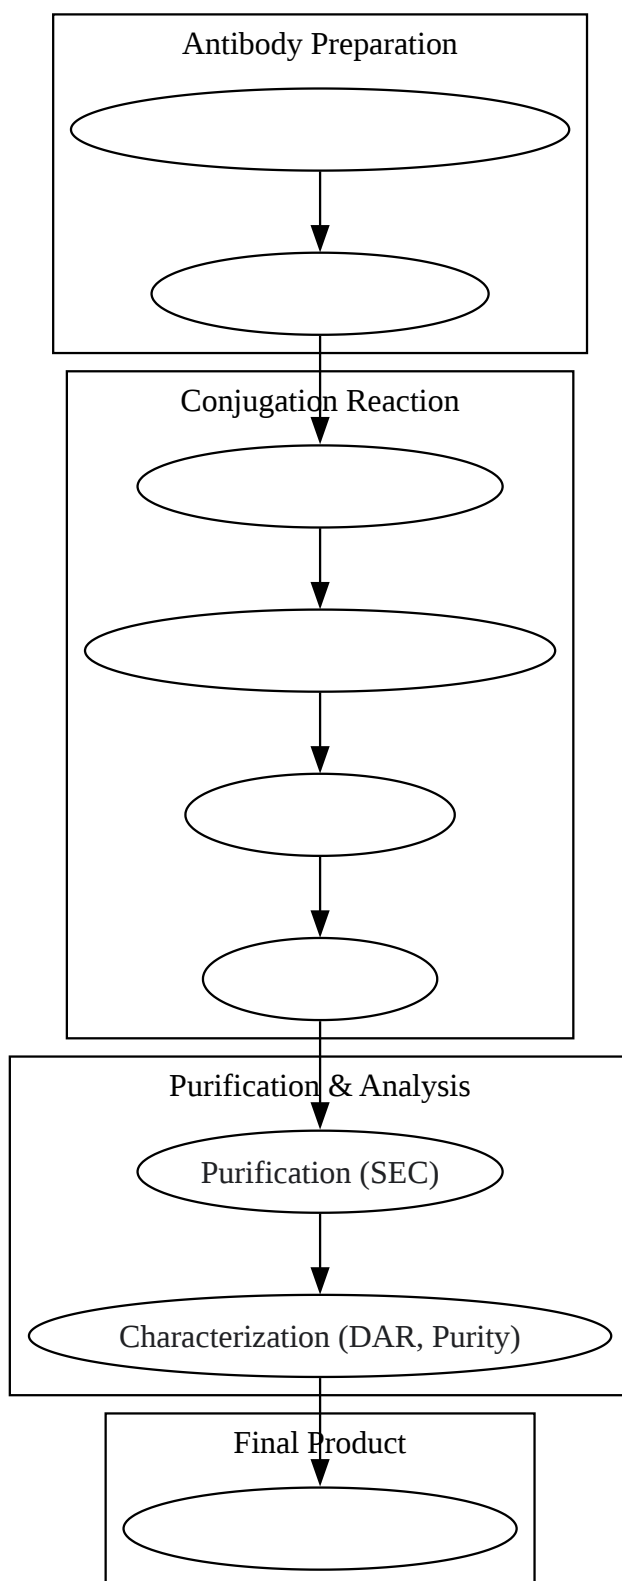 Antibody Preparation
Conjugation Reaction
Purification & Analysis
Purification (SEC)
Characterization (DAR, Purity)
Final Product